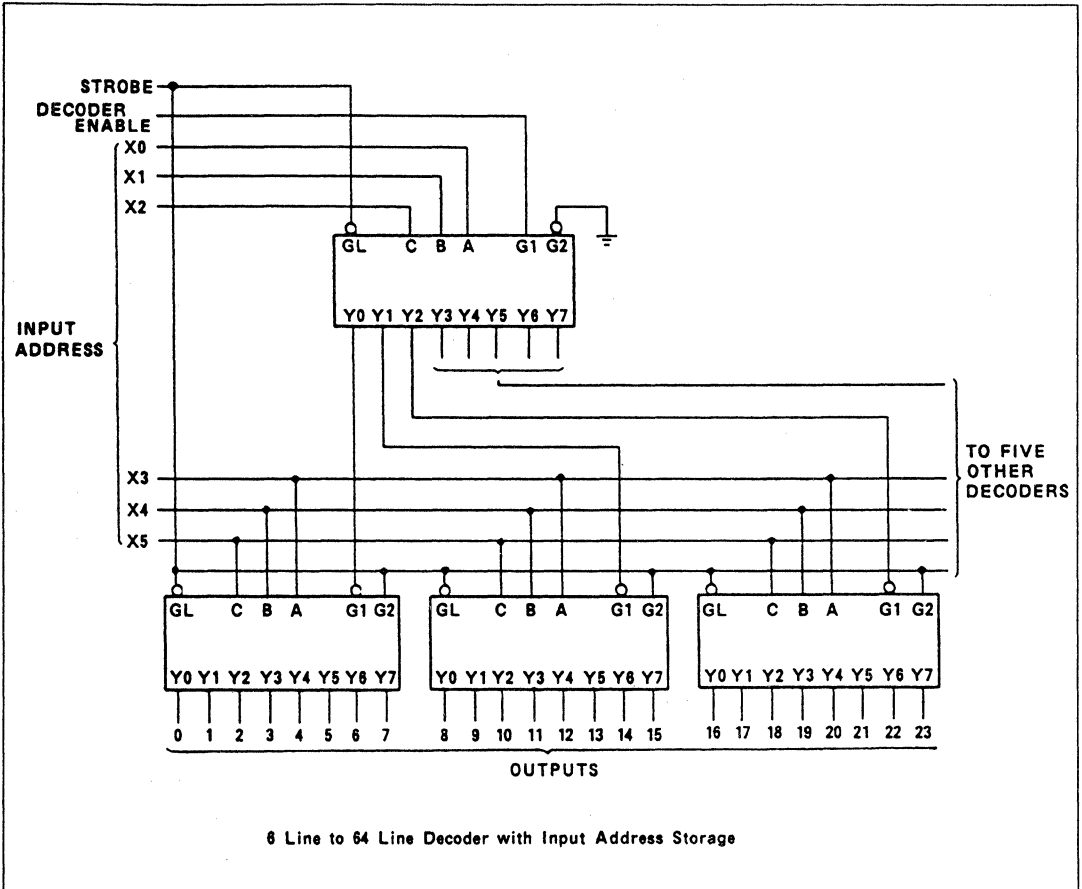 STROBE
DECODER
ENABLE
X0
X1
X2
GL C B A G1 G2
Y0 Y1 Y2 Y3 Y4 Y5 Y6 Y7
INPUT
ADDRESS
TO FIVE
OTHER
DECODERS
X3
X4
X5
GL C B A G1 G2
Y0 Y1 Y2 Y3 Y4 Y5 Y6 Y7
0 1 2 3 4 5 6 7
GL C B A G1 G2
Y0 Y1 Y2 Y3 Y4 Y5 Y6 Y7
8 9 10 11 12 13 14 15
GL C B A G1 G2
Y0 Y1 Y2 Y3 Y4 Y5 Y6 Y7
16 17 18 19 20 21 22 23
OUTPUTS
6 Line to 64 Line Decoder with Input Address Storage